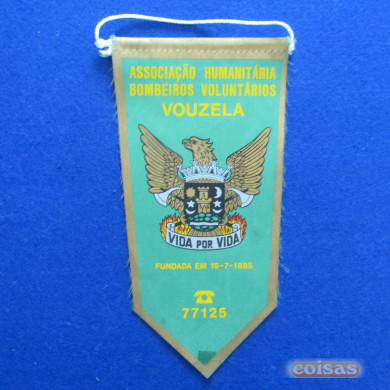 ASSOCIAÇÃO HUMANITÁRIA
BOMBEIROS VOLUNTÁRIOS
VOUZELA
VIDA POR VIDA
FUNDADA EM 19-7-1885
☎
77125
coisas